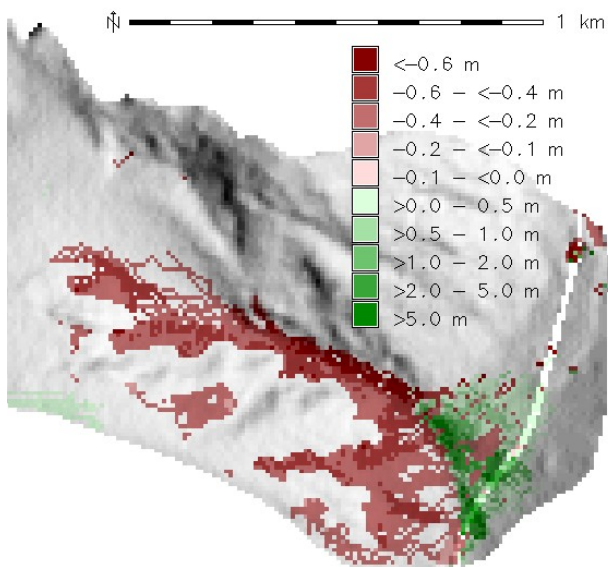 N 1 km
<-0.6 m
-0.6 - <-0.4 m
-0.4 - <-0.2 m
-0.2 - <-0.1 m
-0.1 - <0.0 m
>0.0 - 0.5 m
>0.5 - 1.0 m
>1.0 - 2.0 m
>2.0 - 5.0 m
>5.0 m